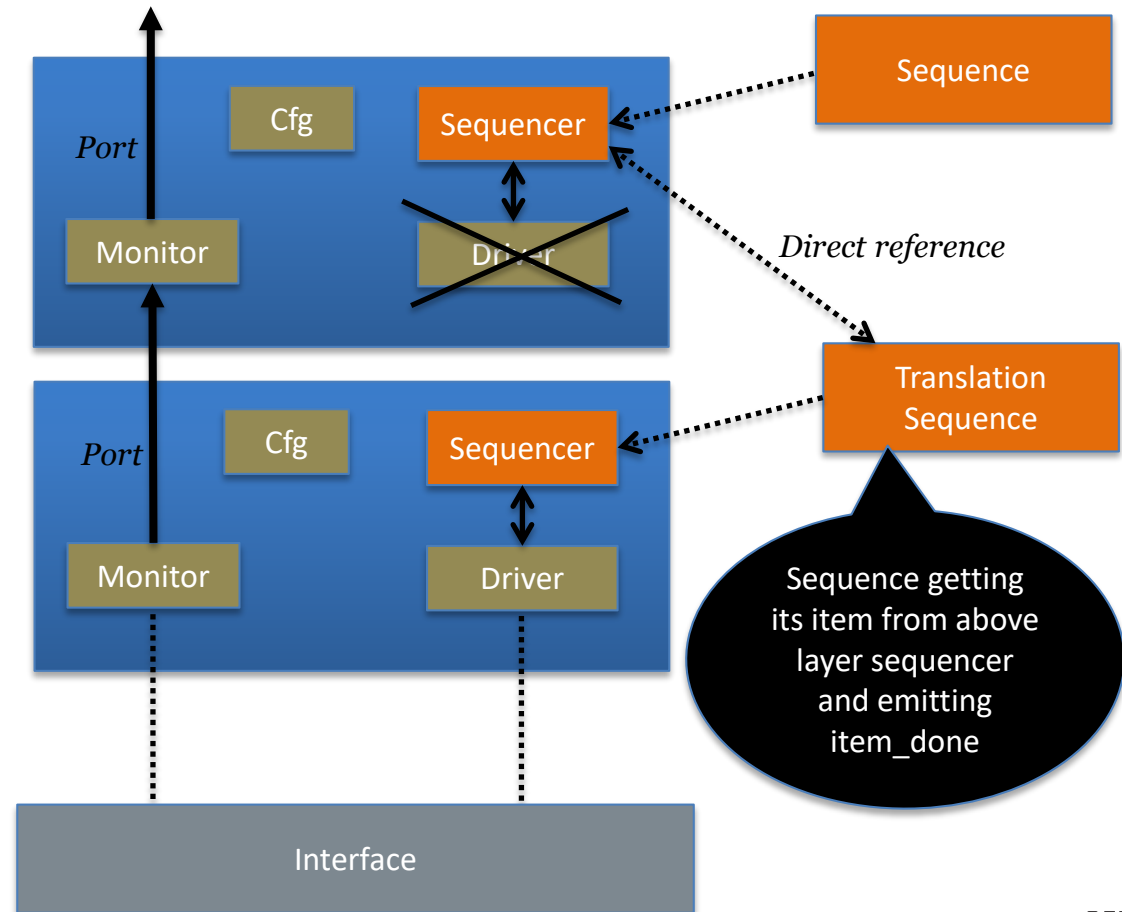 Sequence
Cfg
Sequencer
Port
Monitor
Driver
Direct reference
Translation
Sequence
Cfg
Sequencer
Port
Monitor
Driver
Sequence getting
its item from above
layer sequencer
and emitting
item_done
Interface